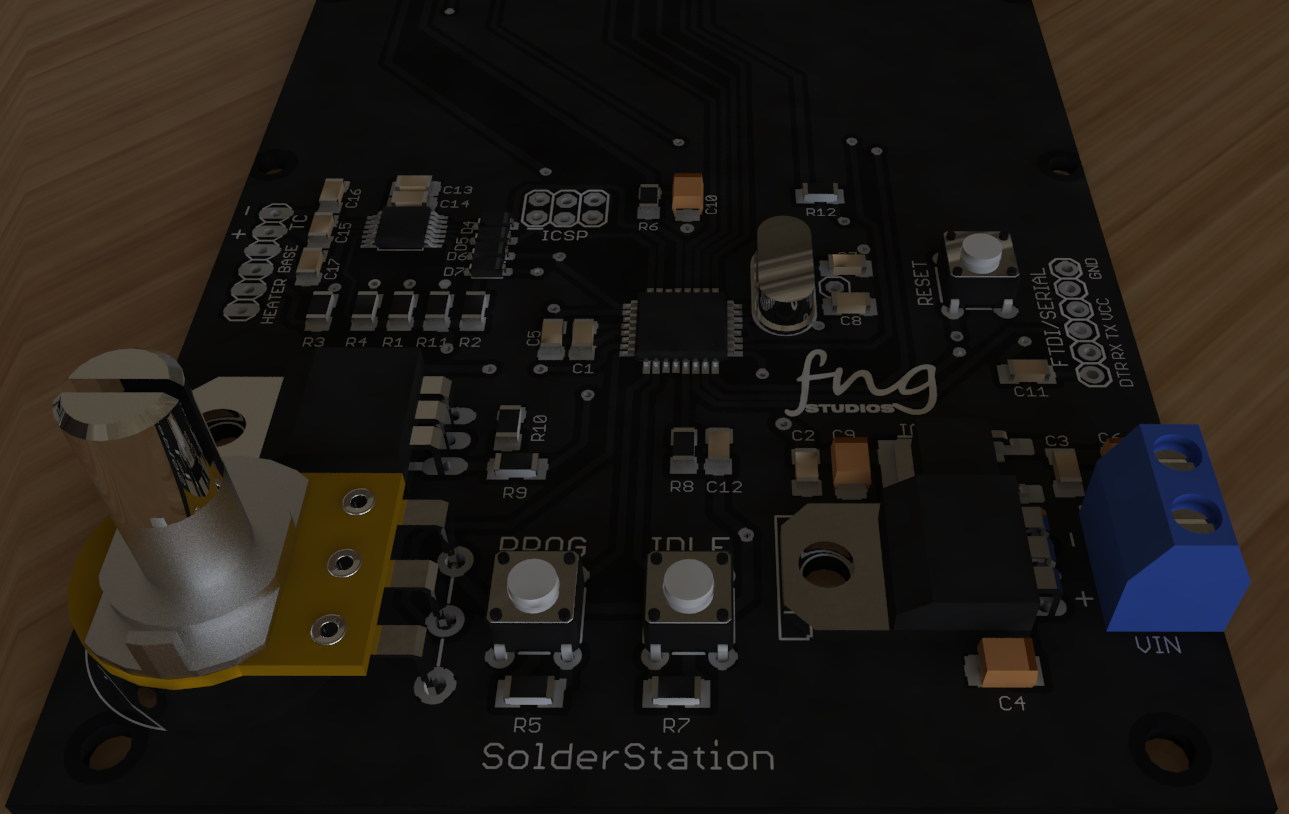 C16
C13
C14
-
+
TC
C15
BASE
C17
HEATER
D4
D5
D6
D7
ICSP
R6
C10
R12
RESET
C8
GND
FTDI/SERIAL
VCC
TX
RX
DTR
R3
R4
R1
R11
R2
C5
C1
fng
STUDIOS
C11
R10
R9
R8
C12
C2
C9
C3
PROG
IDLE
-
+
VIN
C4
R5
R7
SolderStation